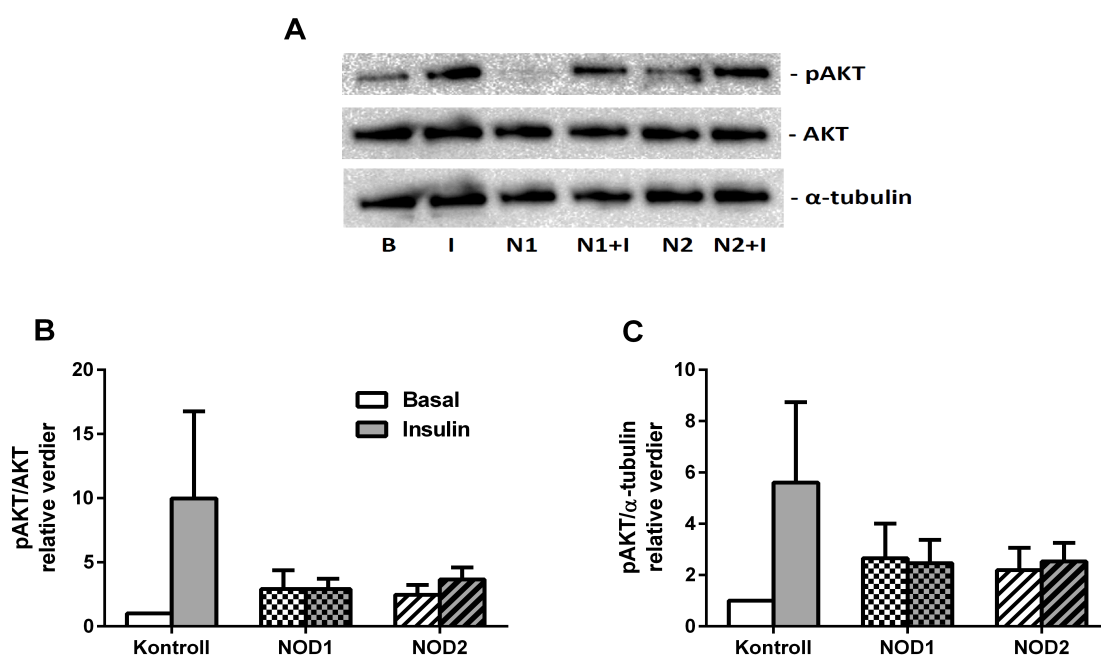 A
- pAKT
- AKT
- α-tubulin
B I N1 N1+I N2 N2+I
B
20
15
10
5
0
pAKT/AKT
relative verdier
Basal
Insulin
Kontroll NOD1 NOD2
C
10
8
6
4
2
0
pAKT/α-tubulin
relative verdier
Kontroll NOD1 NOD2